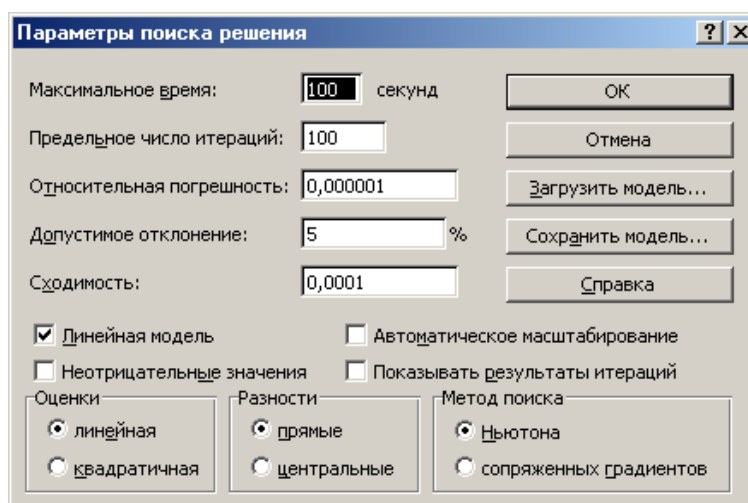 Параметры поиска решения
Максимальное время: 100 секунд OK
Предельное число итераций: 100 Отмена
Относительная погрешность: 0,000001 Загрузить модель...
Допустимое отклонение: 5 % Сохранить модель...
Сходимость: 0,0001 Справка
Линейная модель Автоматическое масштабирование
Неотрицательные значения Показывать результаты итераций
Оценки Разности Метод поиска
линейная прямые Ньютона
квадратичная центральные сопряженных градиентов